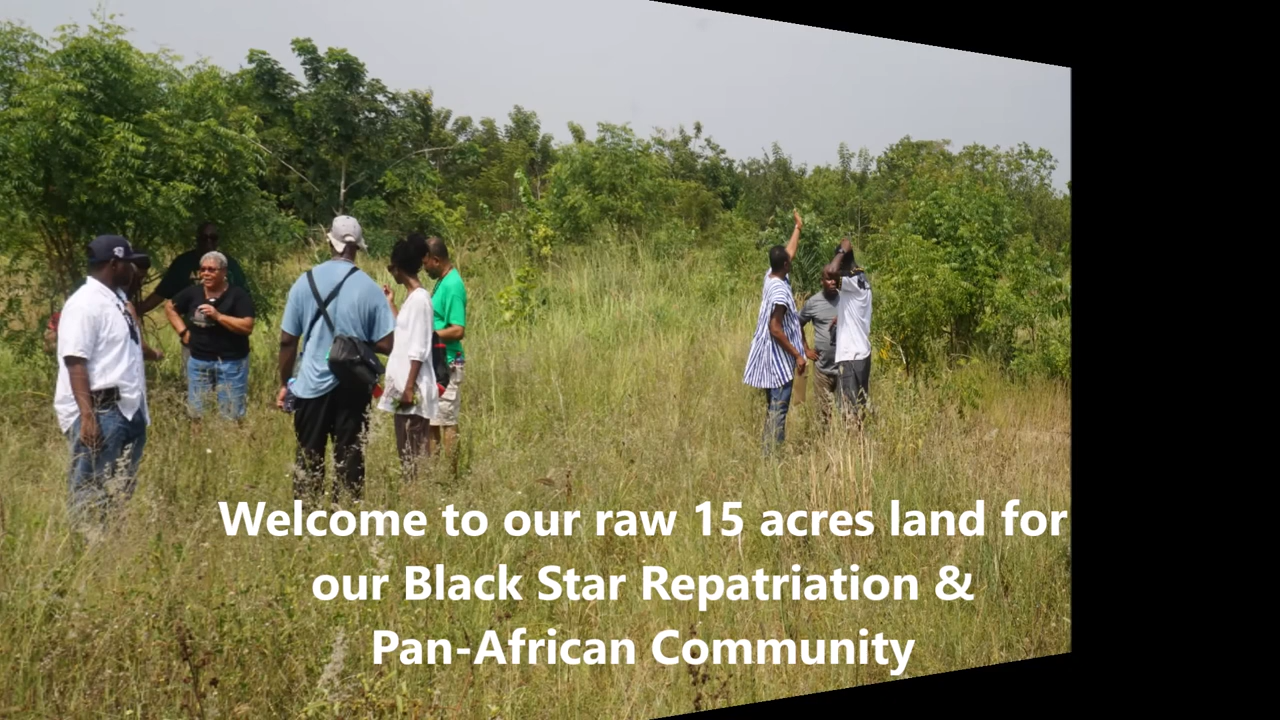 Welcome to our raw 15 acres land for
our Black Star Repatriation &
Pan-African Community